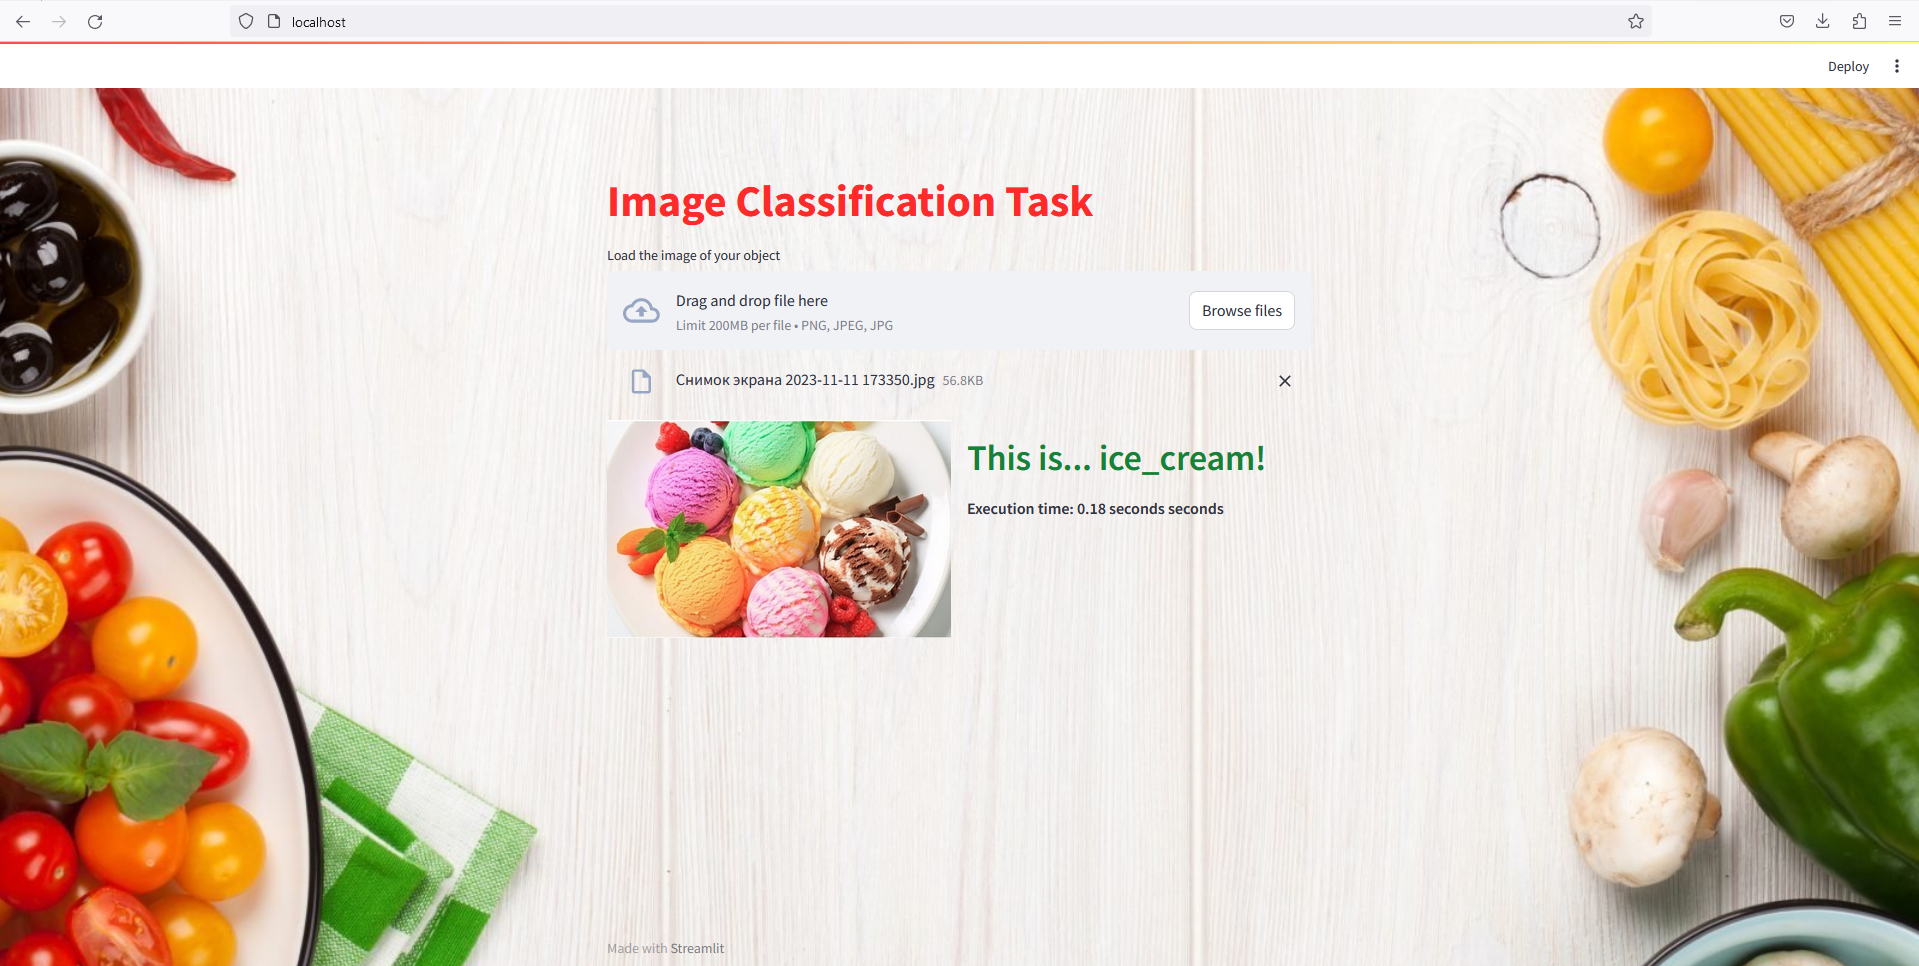 localhost
Deploy
Image Classification Task
Load the image of your object
Drag and drop file here
Limit 200MB per file • PNG, JPEG, JPG
Browse files
Снимок экрана 2023-11-11 173350.jpg 56.8KB
This is... ice_cream!
Execution time: 0.18 seconds seconds
Made with Streamlit